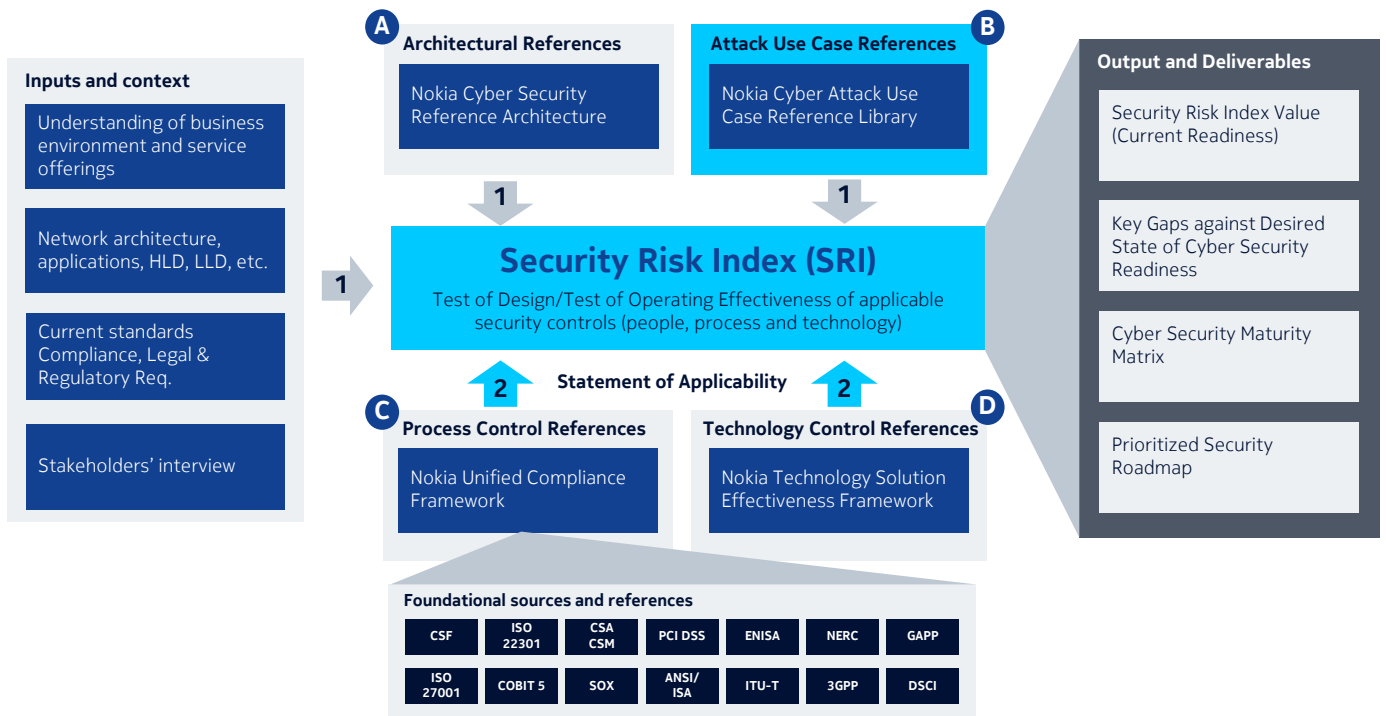 Inputs and context
Understanding of business
environment and service
offerings
Network architecture,
applications, HLD, LLD, etc.
Current standards
Compliance, Legal &
Regulatory Req.
Stakeholders’ interview
1
A
Architectural References
Nokia Cyber Security
Reference Architecture
1
B
Attack Use Case References
Nokia Cyber Attack Use
Case Reference Library
1
Security Risk Index (SRI)
Test of Design/Test of Operating Effectiveness of applicable
security controls (people, process and technology)
2
Statement of Applicability
2
C
Process Control References
Nokia Unified Compliance
Framework
D
Technology Control References
Nokia Technology Solution
Effectiveness Framework
Foundational sources and references
CSF
ISO
22301
CSA
CSM
PCI DSS
ENISA
NERC
GAPP
ISO
27001
COBIT 5
SOX
ANSI/
ISA
ITU-T
3GPP
DSCI
Output and Deliverables
Security Risk Index Value
(Current Readiness)
Key Gaps against Desired
State of Cyber Security
Readiness
Cyber Security Maturity
Matrix
Prioritized Security
Roadmap